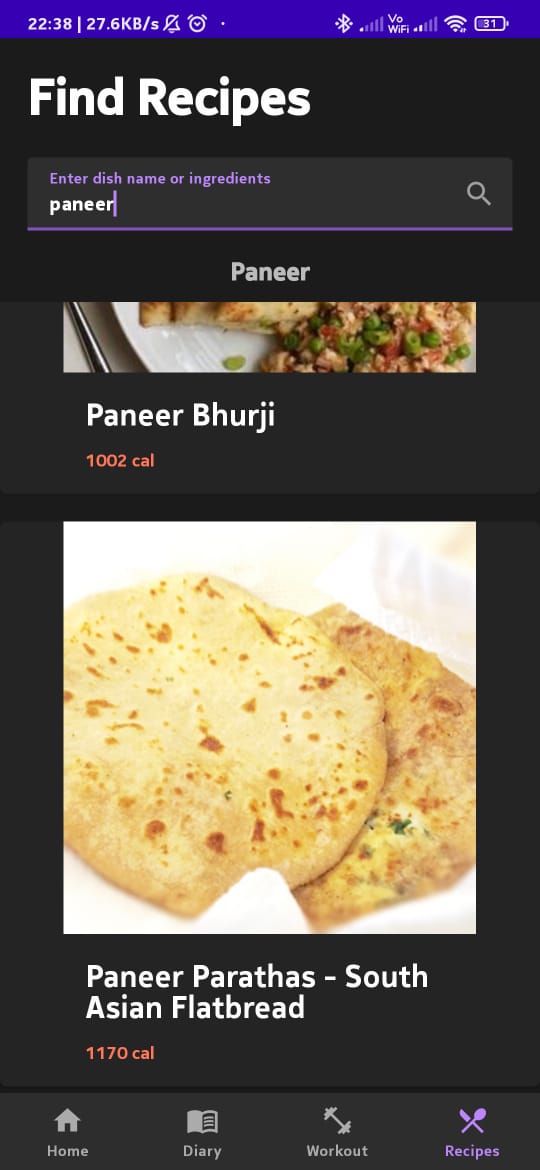 22:38 | 27.6KB/s
Vo
WiFi
31
Find Recipes
Enter dish name or ingredients
paneer
Paneer
Paneer Bhurji
1002 cal
Paneer Parathas - South
Asian Flatbread
1170 cal
Home
Diary
Workout
Recipes